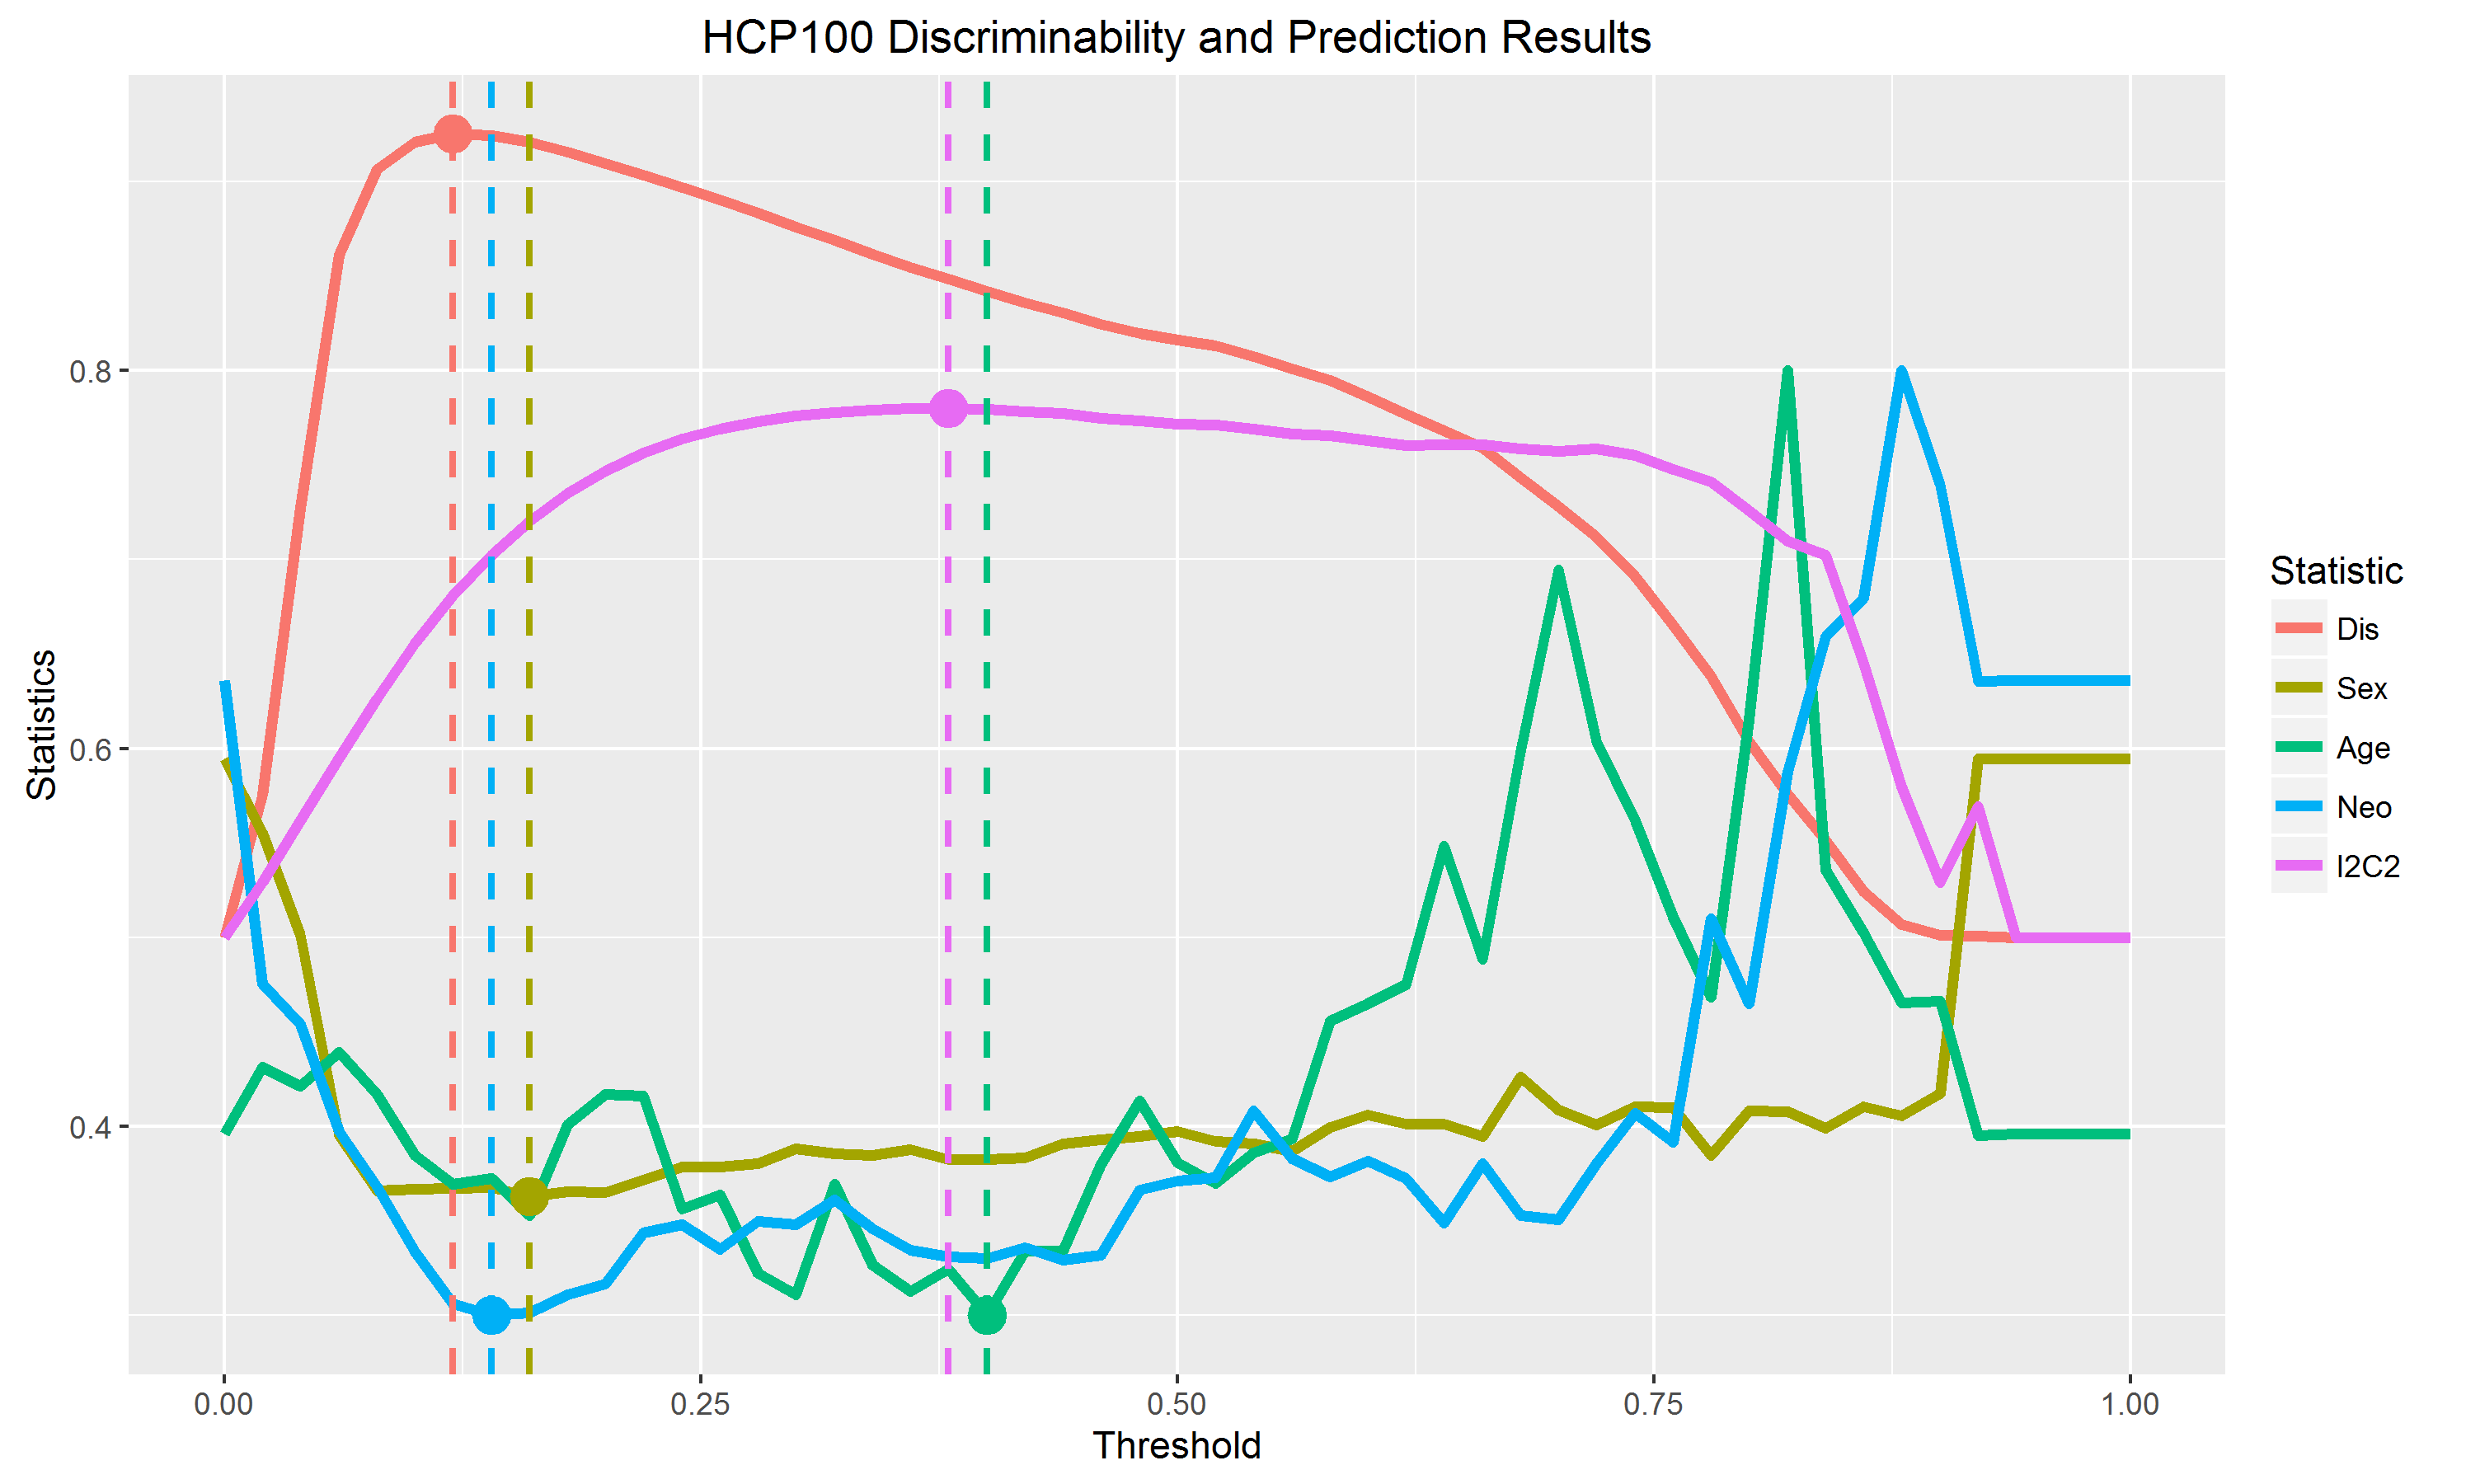 HCP100 Discriminability and Prediction Results
Statistics
0.8
0.6
0.4
0.00 0.25 0.50 0.75 1.00
Threshold
Statistic
Dis
Sex
Age
Neo
I2C2